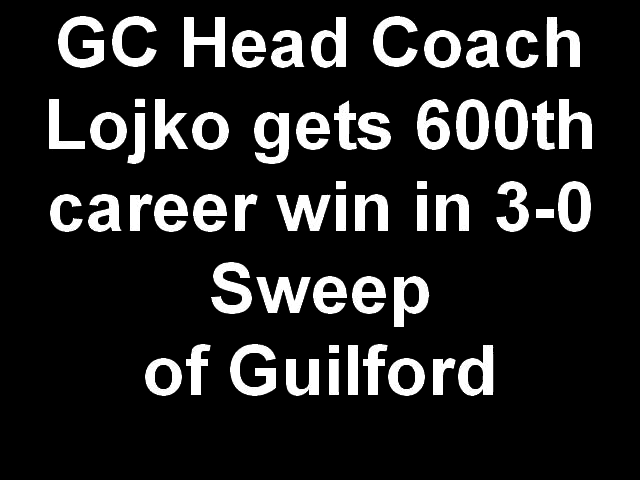 GC Head Coach
Lojko gets 600th
career win in 3-0
Sweep
of Guilford